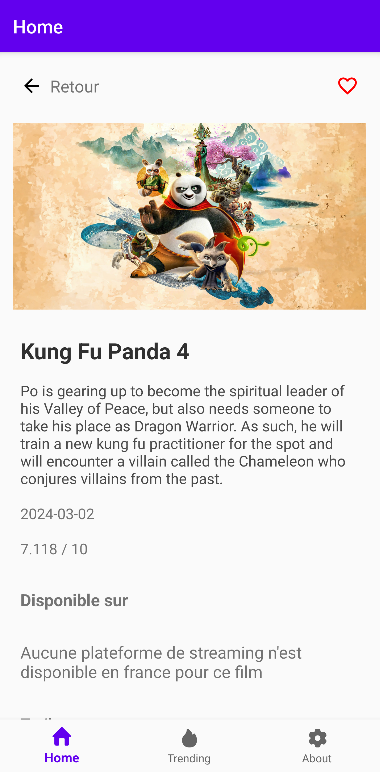 Home
Retour
Kung Fu Panda 4
Po is gearing up to become the spiritual leader of
his Valley of Peace, but also needs someone to
take his place as Dragon Warrior. As such, he will
train a new kung fu practitioner for the spot and
will encounter a villain called the Chameleon who
conjures villains from the past.
2024-03-02
7.118 / 10
Disponible sur
Aucune plateforme de streaming n'est
disponible en france pour ce film
Home
Trending
About